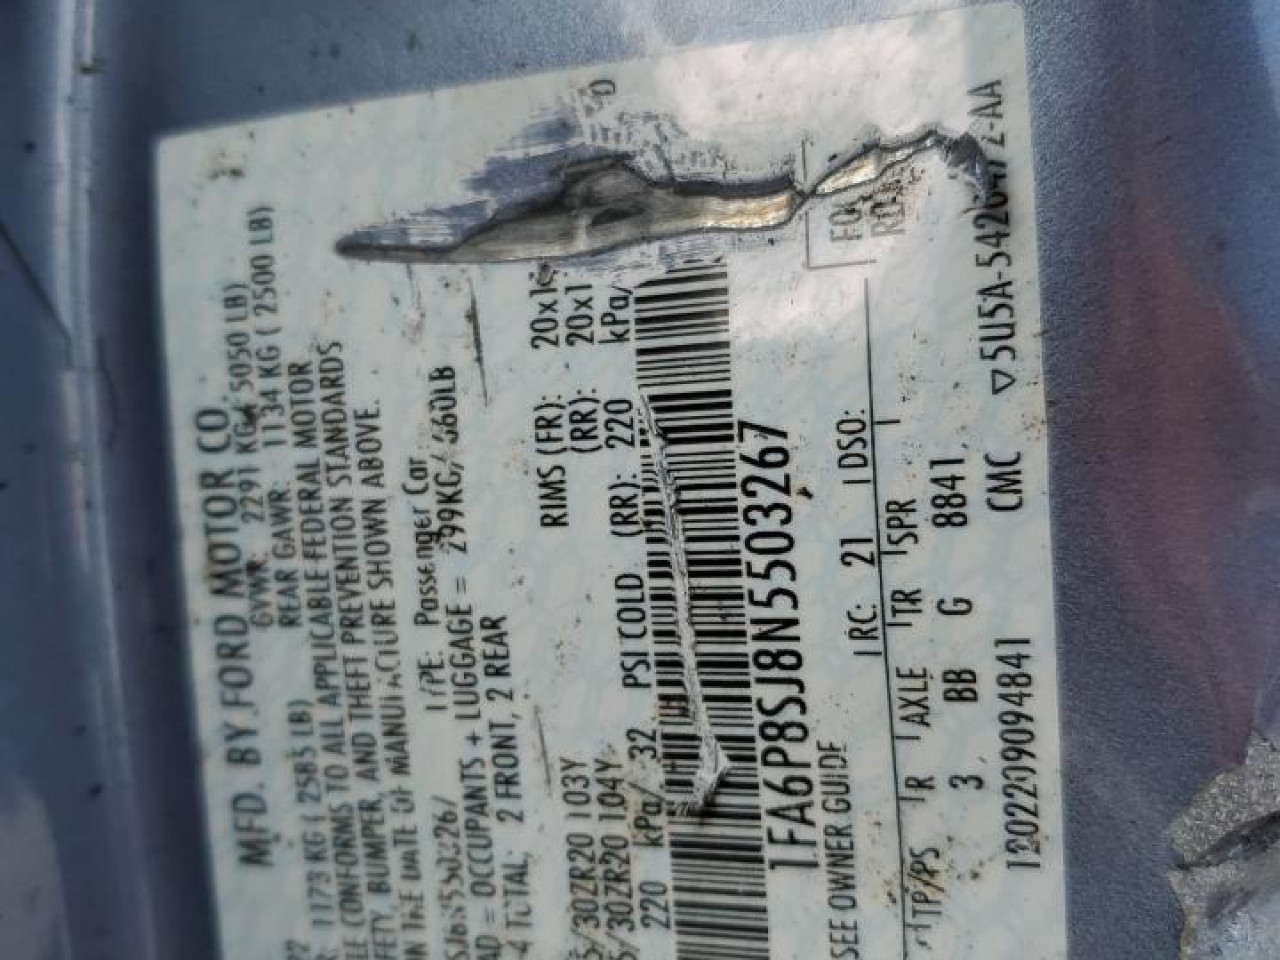 MFD. BY FORD MOTOR CO.
GVWR: 2291 KG( 5050 LB)
1173 KG ( 2585 LB) REAR GAWR: 1134 KG ( 2500 LB)
CONFORMS TO ALL APPLICABLE FEDERAL MOTOR
BUMPER, AND THEFT PREVENTION STANDARDS
THE DATE OF MANUFACTURE SHOWN ABOVE.
Passenger Car
= OCCUPANTS + LUGGAGE = 299KG/ 660LB
4 TOTAL, 2 FRONT, 2 REAR
RIMS (FR): 20x1
/30ZR20 103Y (RR): 20x1
/30ZR20 104Y
220 kPa/ 32 PSI COLD (RR): 220 kPa/
1FA6P8SJ8N5503267
SEE OWNER GUIDE
RC: 21 DSO:
TP/PS R AXLE TR SPR
3 BB G 8841
1202209094841 CMC ▽5U5A-542